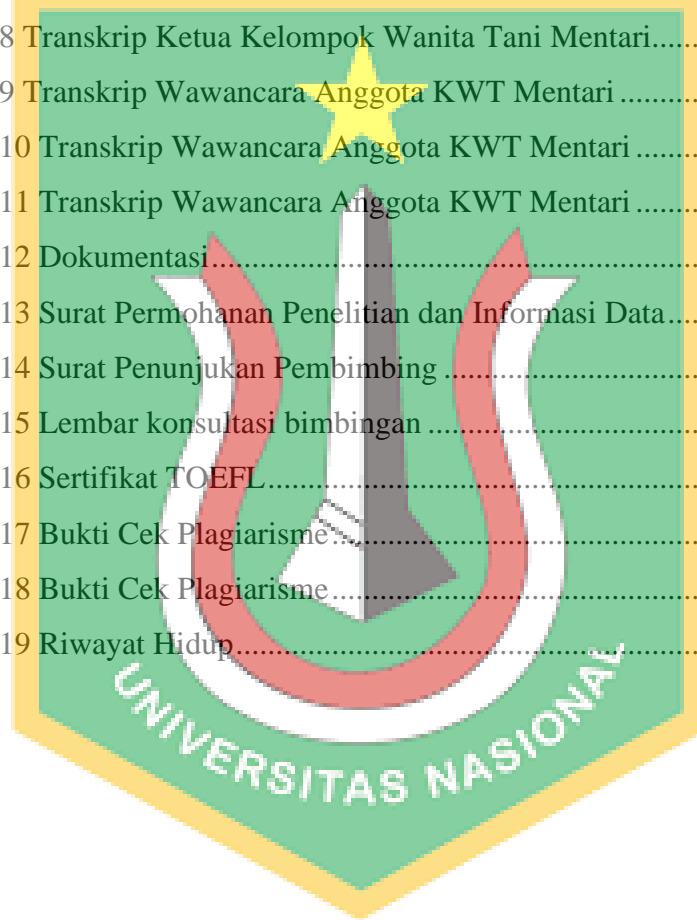 8 Transkrip Ketua Kelompok Wanita Tani Mentari......
9 Transkrip Wawancara Anggota KWT Mentari ..........
10 Transkrip Wawancara Anggota KWT Mentari ........
11 Transkrip Wawancara Anggota KWT Mentari ........
12 Dokumentasi..............................................................
13 Surat Permohanan Penelitian dan Informasi Data....
14 Surat Penunjukan Pembimbing ................................
15 Lembar konsultasi bimbingan ..................................
16 Sertifikat TOEFL......................................................
17 Bukti Cek Plagiarisme..............................................
18 Bukti Cek Plagiarisme..............................................
19 Riwayat Hidup..........................................................
UNIVERSITAS NASIONAL